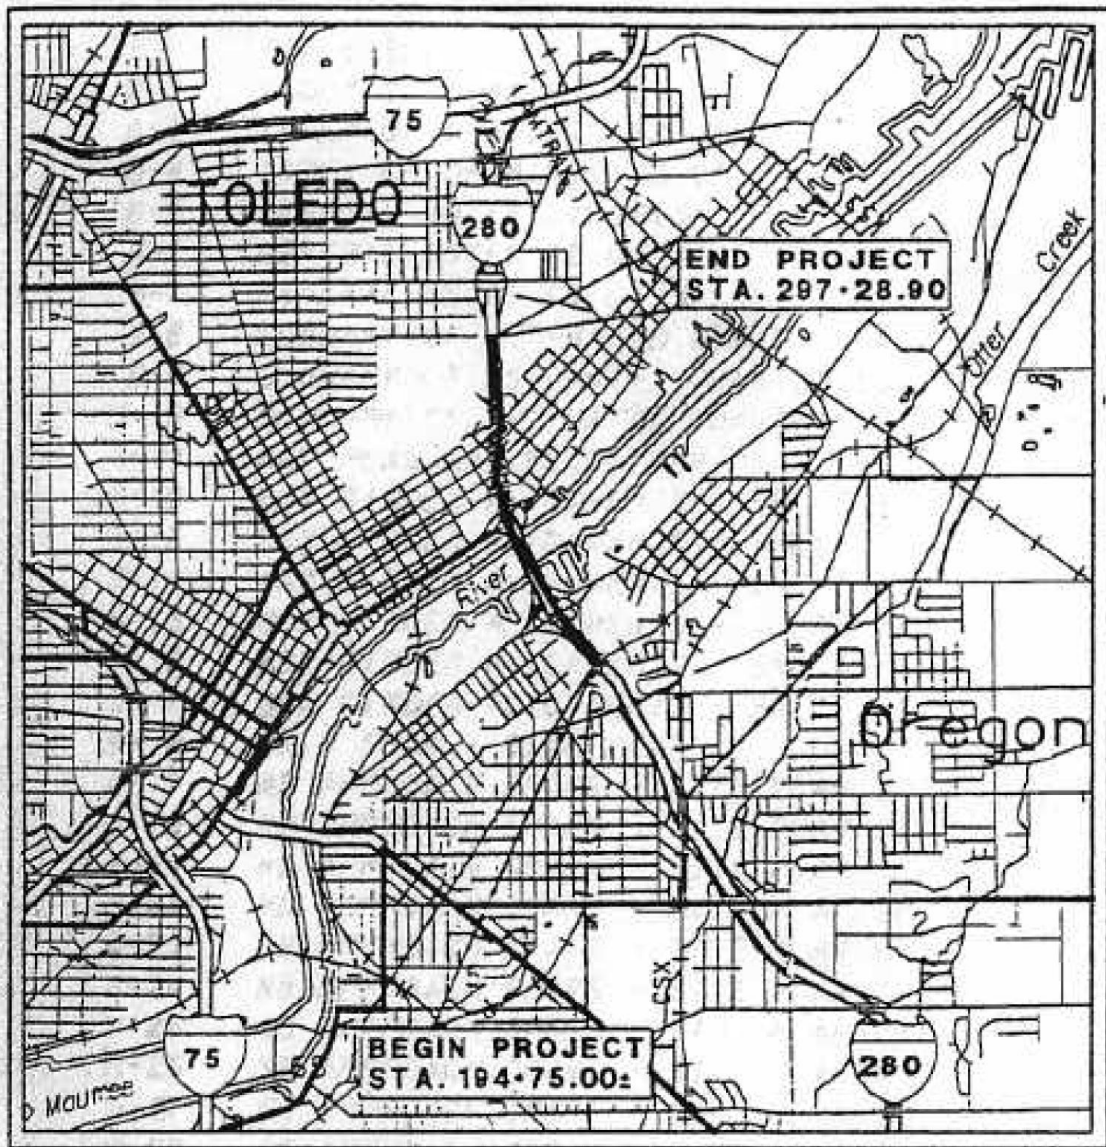 75
TOLEDO
280
END PROJECT
STA. 297+28.90
Creek
Otter
River
Oregon
CSX
75
BEGIN PROJECT
STA. 194+75.00±
280
Maumee